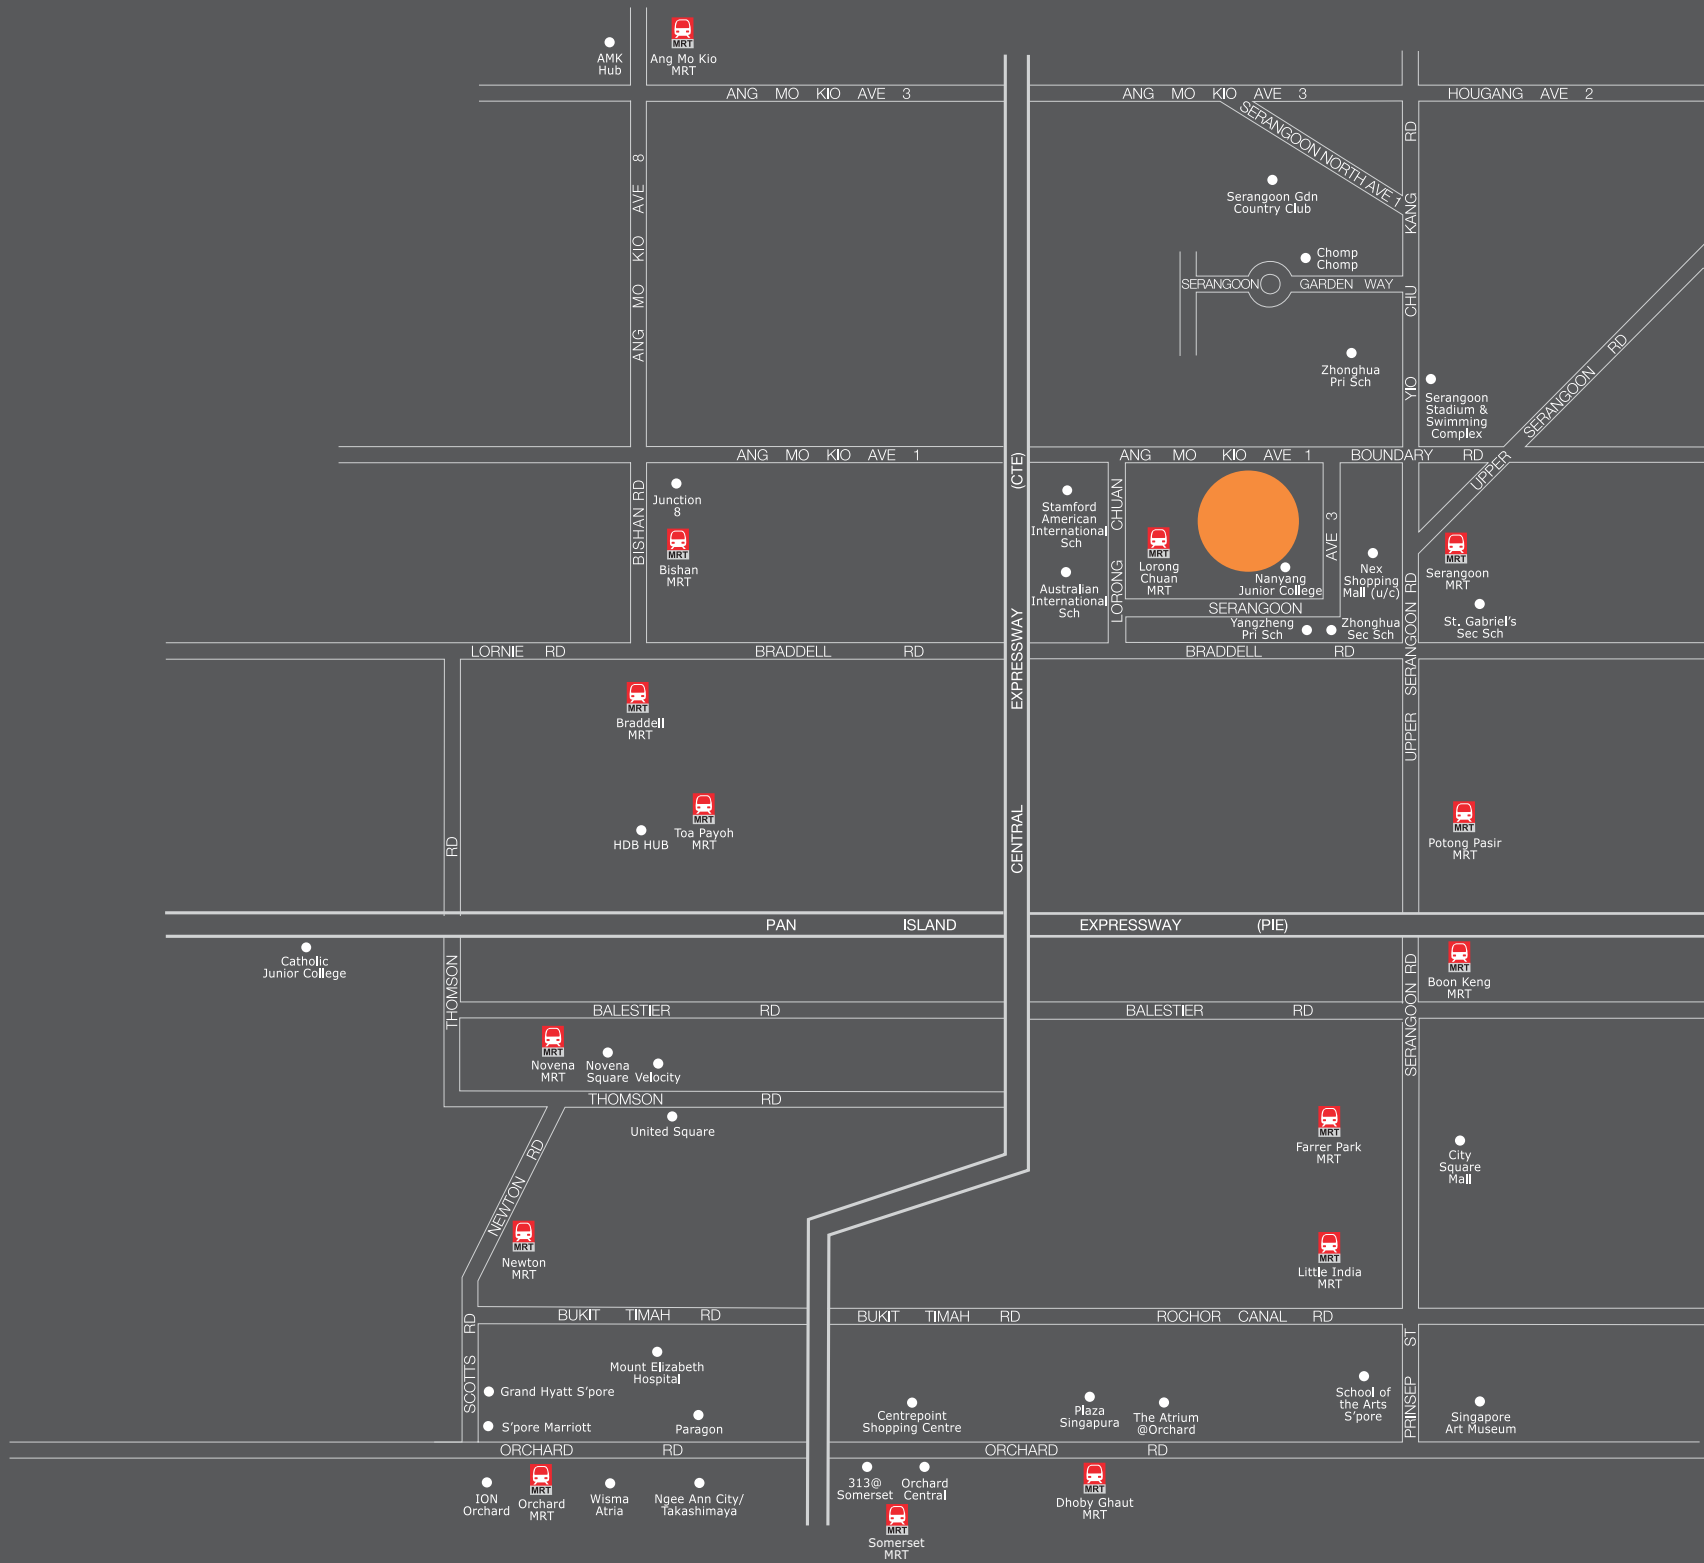 MRT
AMK
Hub
Ang Mo Kio
MRT
ANG MO KIO AVE 3
ANG MO KIO AVE 3
HOUGANG AVE 2
SERANGOON NORTH AVE 1
ANG MO KIO AVE 8
YIO CHU KANG RD
Serangoon Gdn
Country Club
Chomp
Chomp
SERANGOON GARDEN WAY
Zhonghua
Pri Sch
Serangoon
Stadium &
Swimming
Complex
UPPER SERANGOON RD
ANG MO KIO AVE 1
ANG MO KIO AVE 1
BOUNDARY RD
BISHAN RD
Junction
8
MRT
Bishan
MRT
CENTRAL EXPRESSWAY (CTE)
Stamford
American
International
Sch
Australian
International
Sch
LORONG CHUAN
MRT
Lorong
Chuan
MRT
Nanyang
Junior College
SERANGOON AVE 3
Nex
Shopping
Mall (u/c)
MRT
Serangoon
MRT
St. Gabriel's
Sec Sch
Yangzheng
Pri Sch
Zhonghua
Sec Sch
UPPER SERANGOON RD
LORNIE RD
BRADDELL RD
BRADDELL RD
MRT
Braddell
MRT
HDB HUB
MRT
Toa Payoh
MRT
MRT
Potong Pasir
MRT
THOMSON RD
PAN ISLAND EXPRESSWAY (PIE)
Catholic
Junior College
MRT
Boon Keng
MRT
BALESTIER RD
BALESTIER RD
SERANGOON RD
MRT
Novena
MRT
Novena
Square
Velocity
THOMSON RD
United Square
NEWTON RD
MRT
Farrer Park
MRT
City
Square
Mall
MRT
Newton
MRT
MRT
Little India
MRT
BUKIT TIMAH RD
BUKIT TIMAH RD
ROCHOR CANAL RD
SCOTTS RD
PRINSEP ST
Mount Elizabeth
Hospital
Grand Hyatt S'pore
S'pore Marriott
Paragon
Centrepoint
Shopping Centre
Plaza
Singapura
The Atrium
@Orchard
School of
the Arts
S'pore
Singapore
Art Museum
ORCHARD RD
ORCHARD RD
ION
Orchard
MRT
Orchard
MRT
Wisma
Atria
Ngee Ann City/
Takashimaya
313@
Somerset
Orchard
Central
MRT
Somerset
MRT
MRT
Dhoby Ghaut
MRT